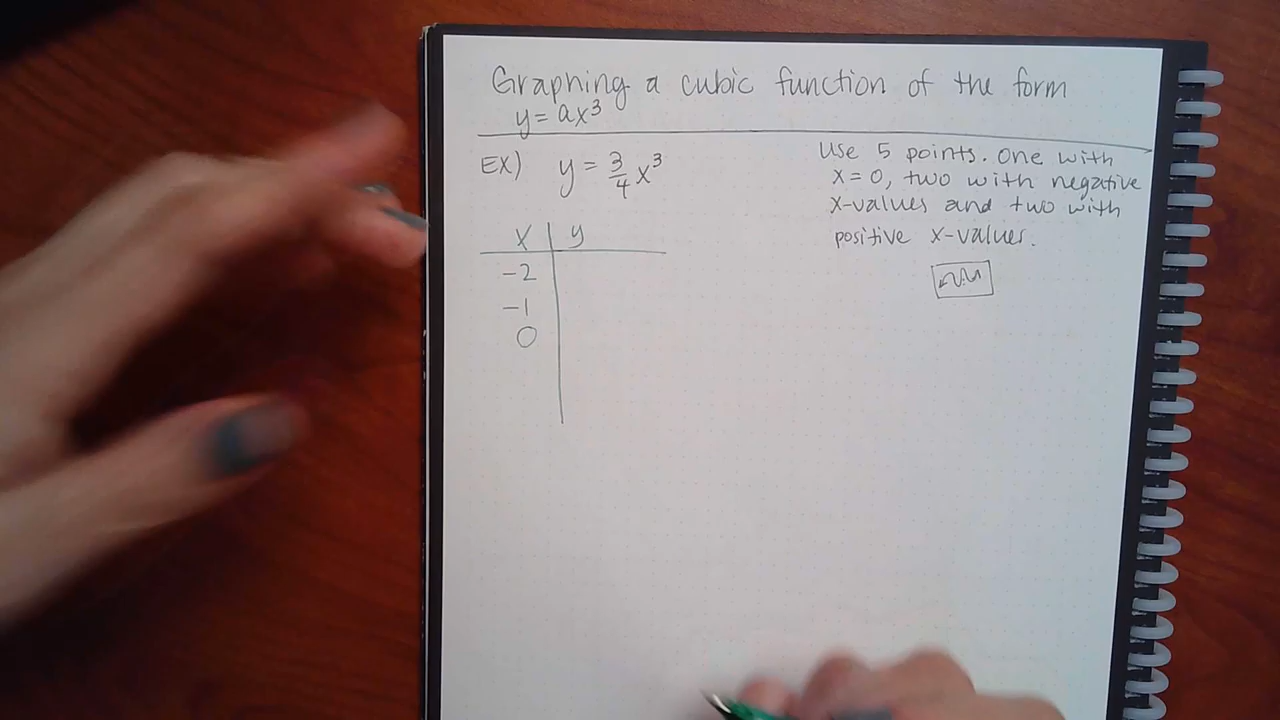 Graphing a cubic function of the form
y = ax³
EX) y = 3/4 x³
Use 5 points. One with
x = 0, two with negative
x-values and two with
positive x-values.
x | y
-2
-1
0